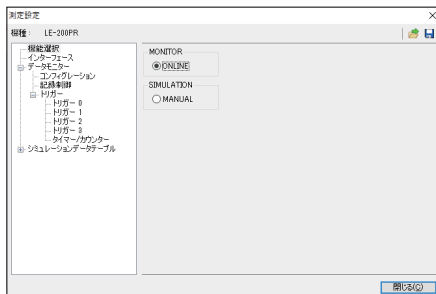 測定設定
機種： LE-200PR
機能選択
インターフェース
データモニター
コンフィグレーション
記録制御
トリガー
トリガー 0
トリガー 1
トリガー 2
トリガー 3
タイマー/カウンター
シミュレーションデータテーブル
MONITOR
ONLINE
SIMULATION
MANUAL
閉じる(C)